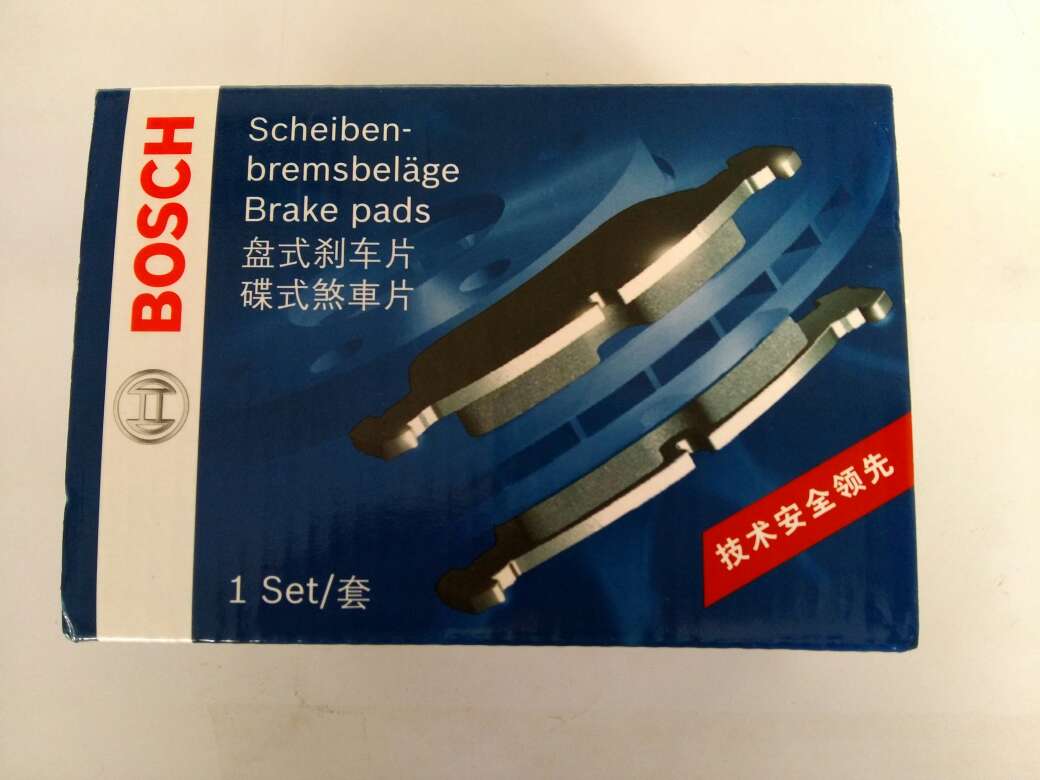 BOSCH
Scheiben-
bremsbeläge
Brake pads
盘式刹车片
碟式煞車片
技术安全领先
1 Set/套